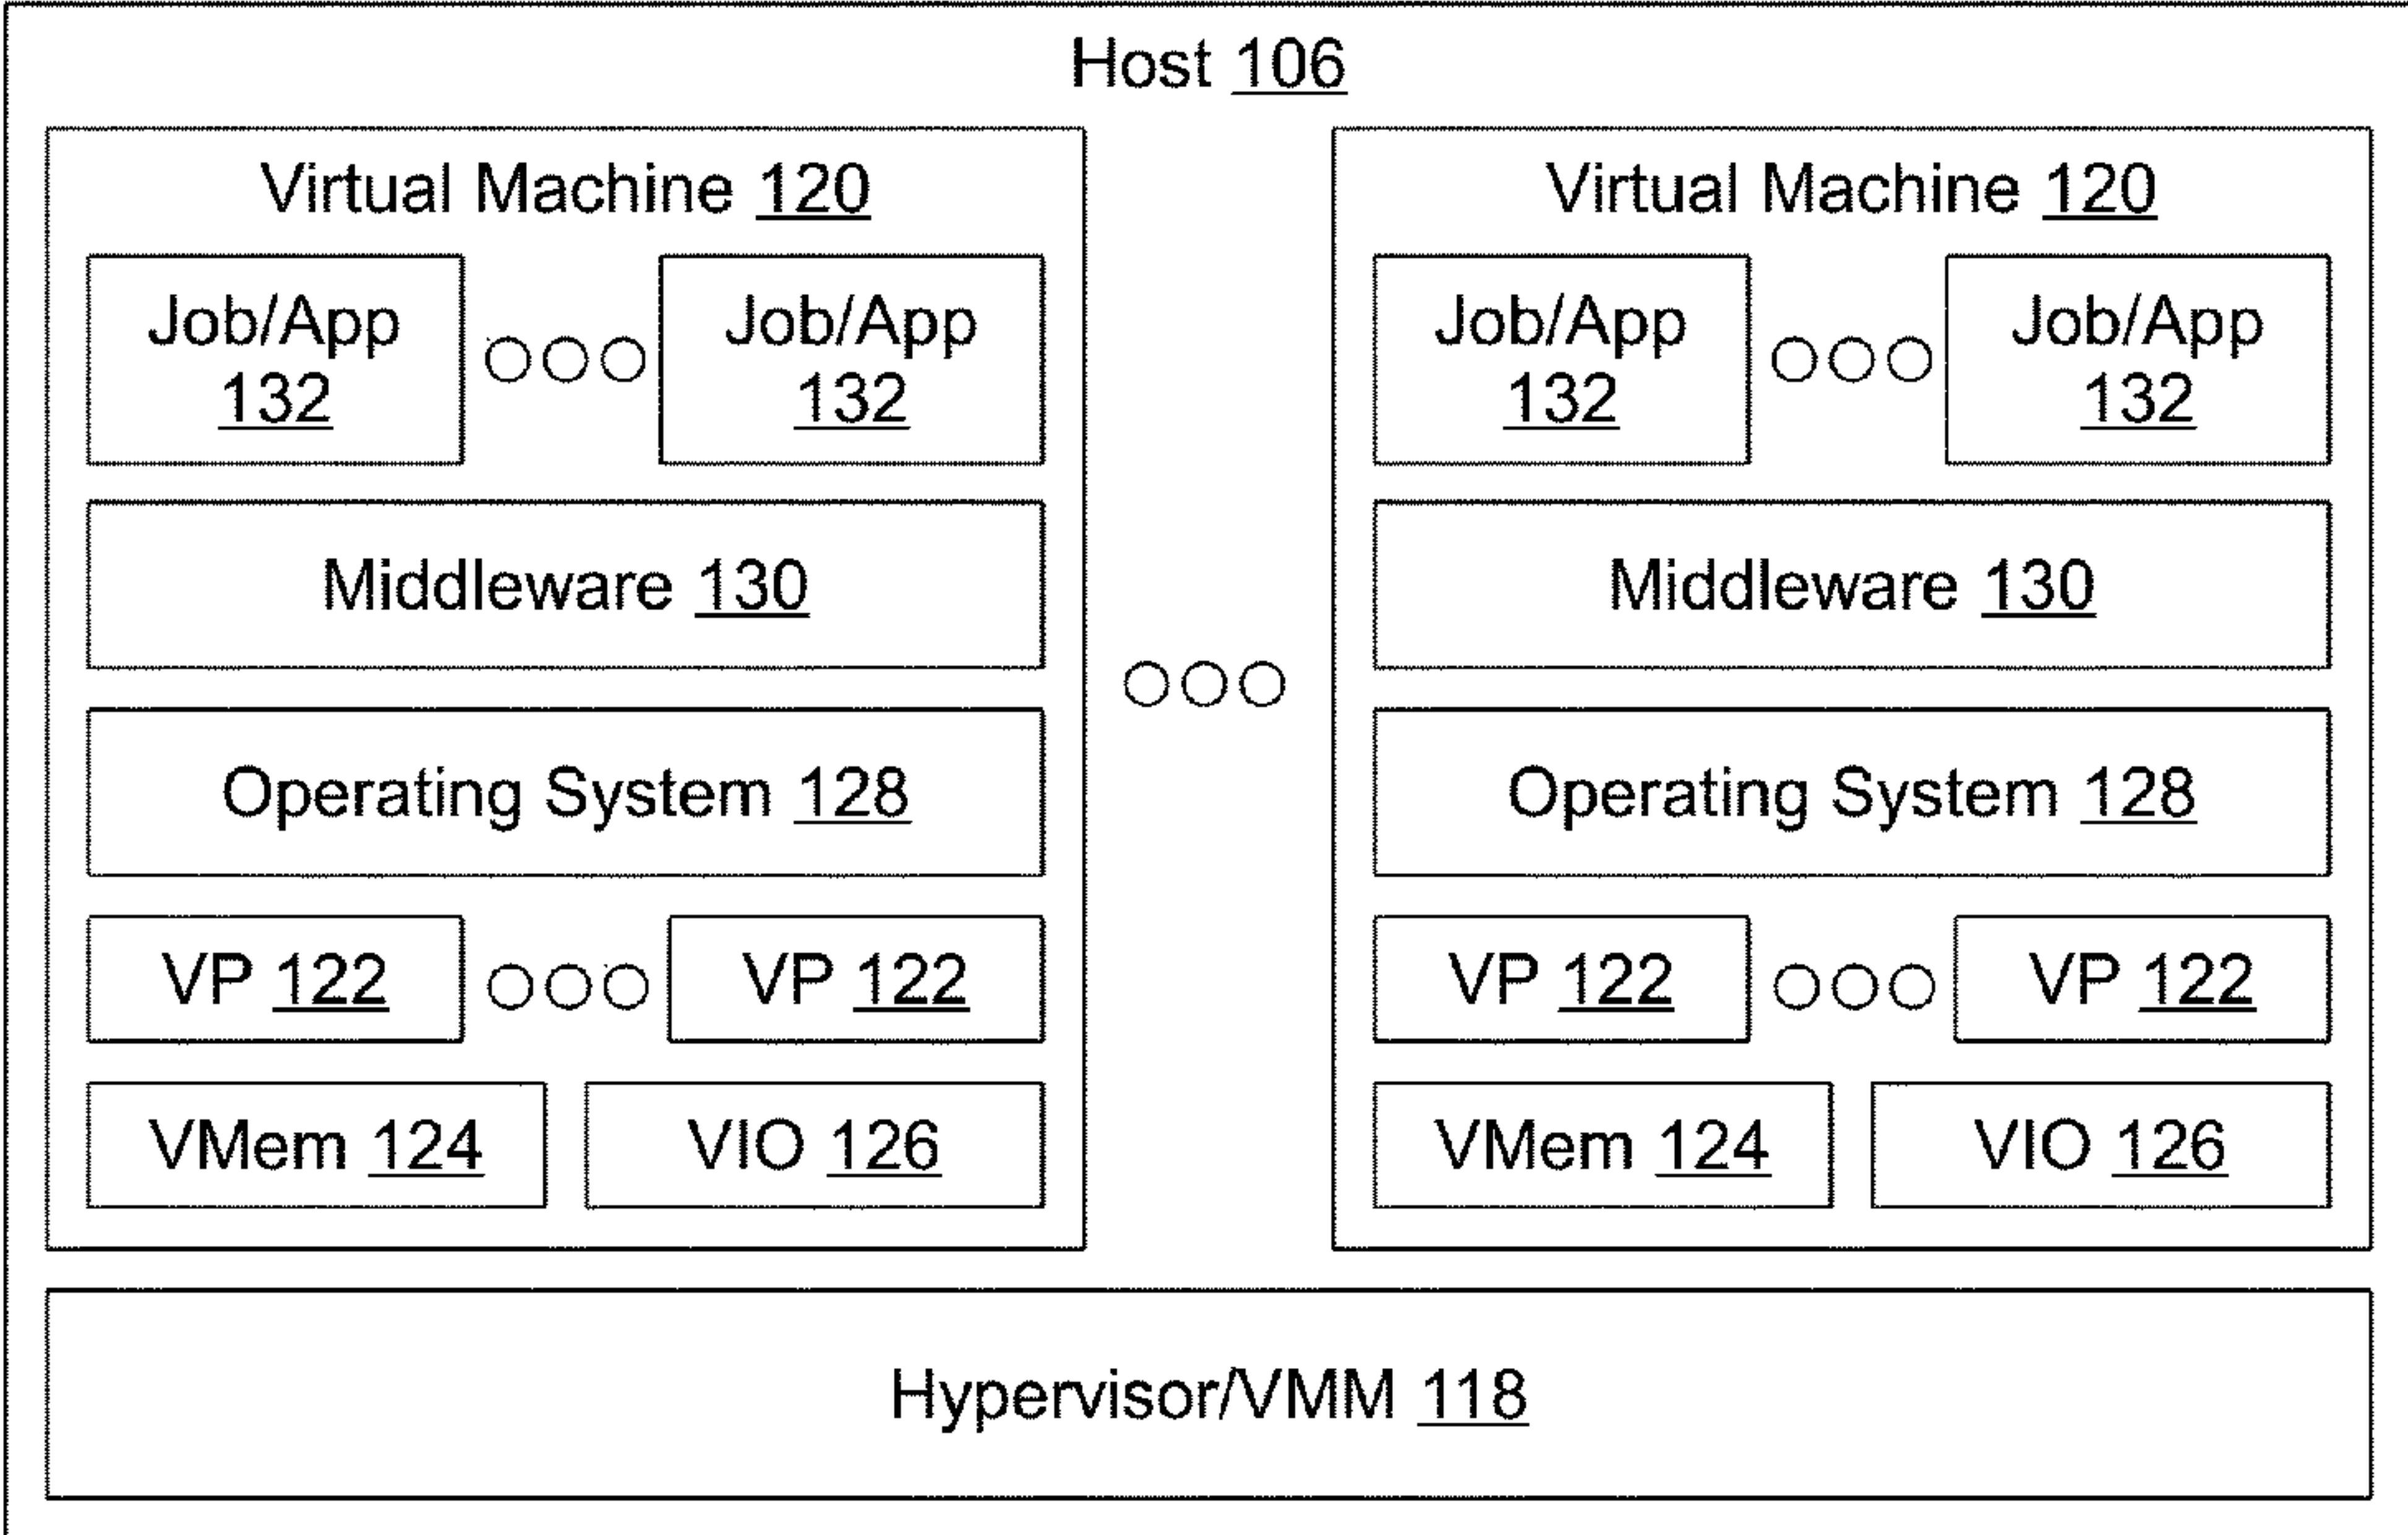 Host 106
Virtual Machine 120
Job/App
132
Job/App
132
Middleware 130
Operating System 128
VP 122
VP 122
VMem 124
VIO 126
Virtual Machine 120
Job/App
132
Job/App
132
Middleware 130
Operating System 128
VP 122
VP 122
VMem 124
VIO 126
Hypervisor/VMM 118